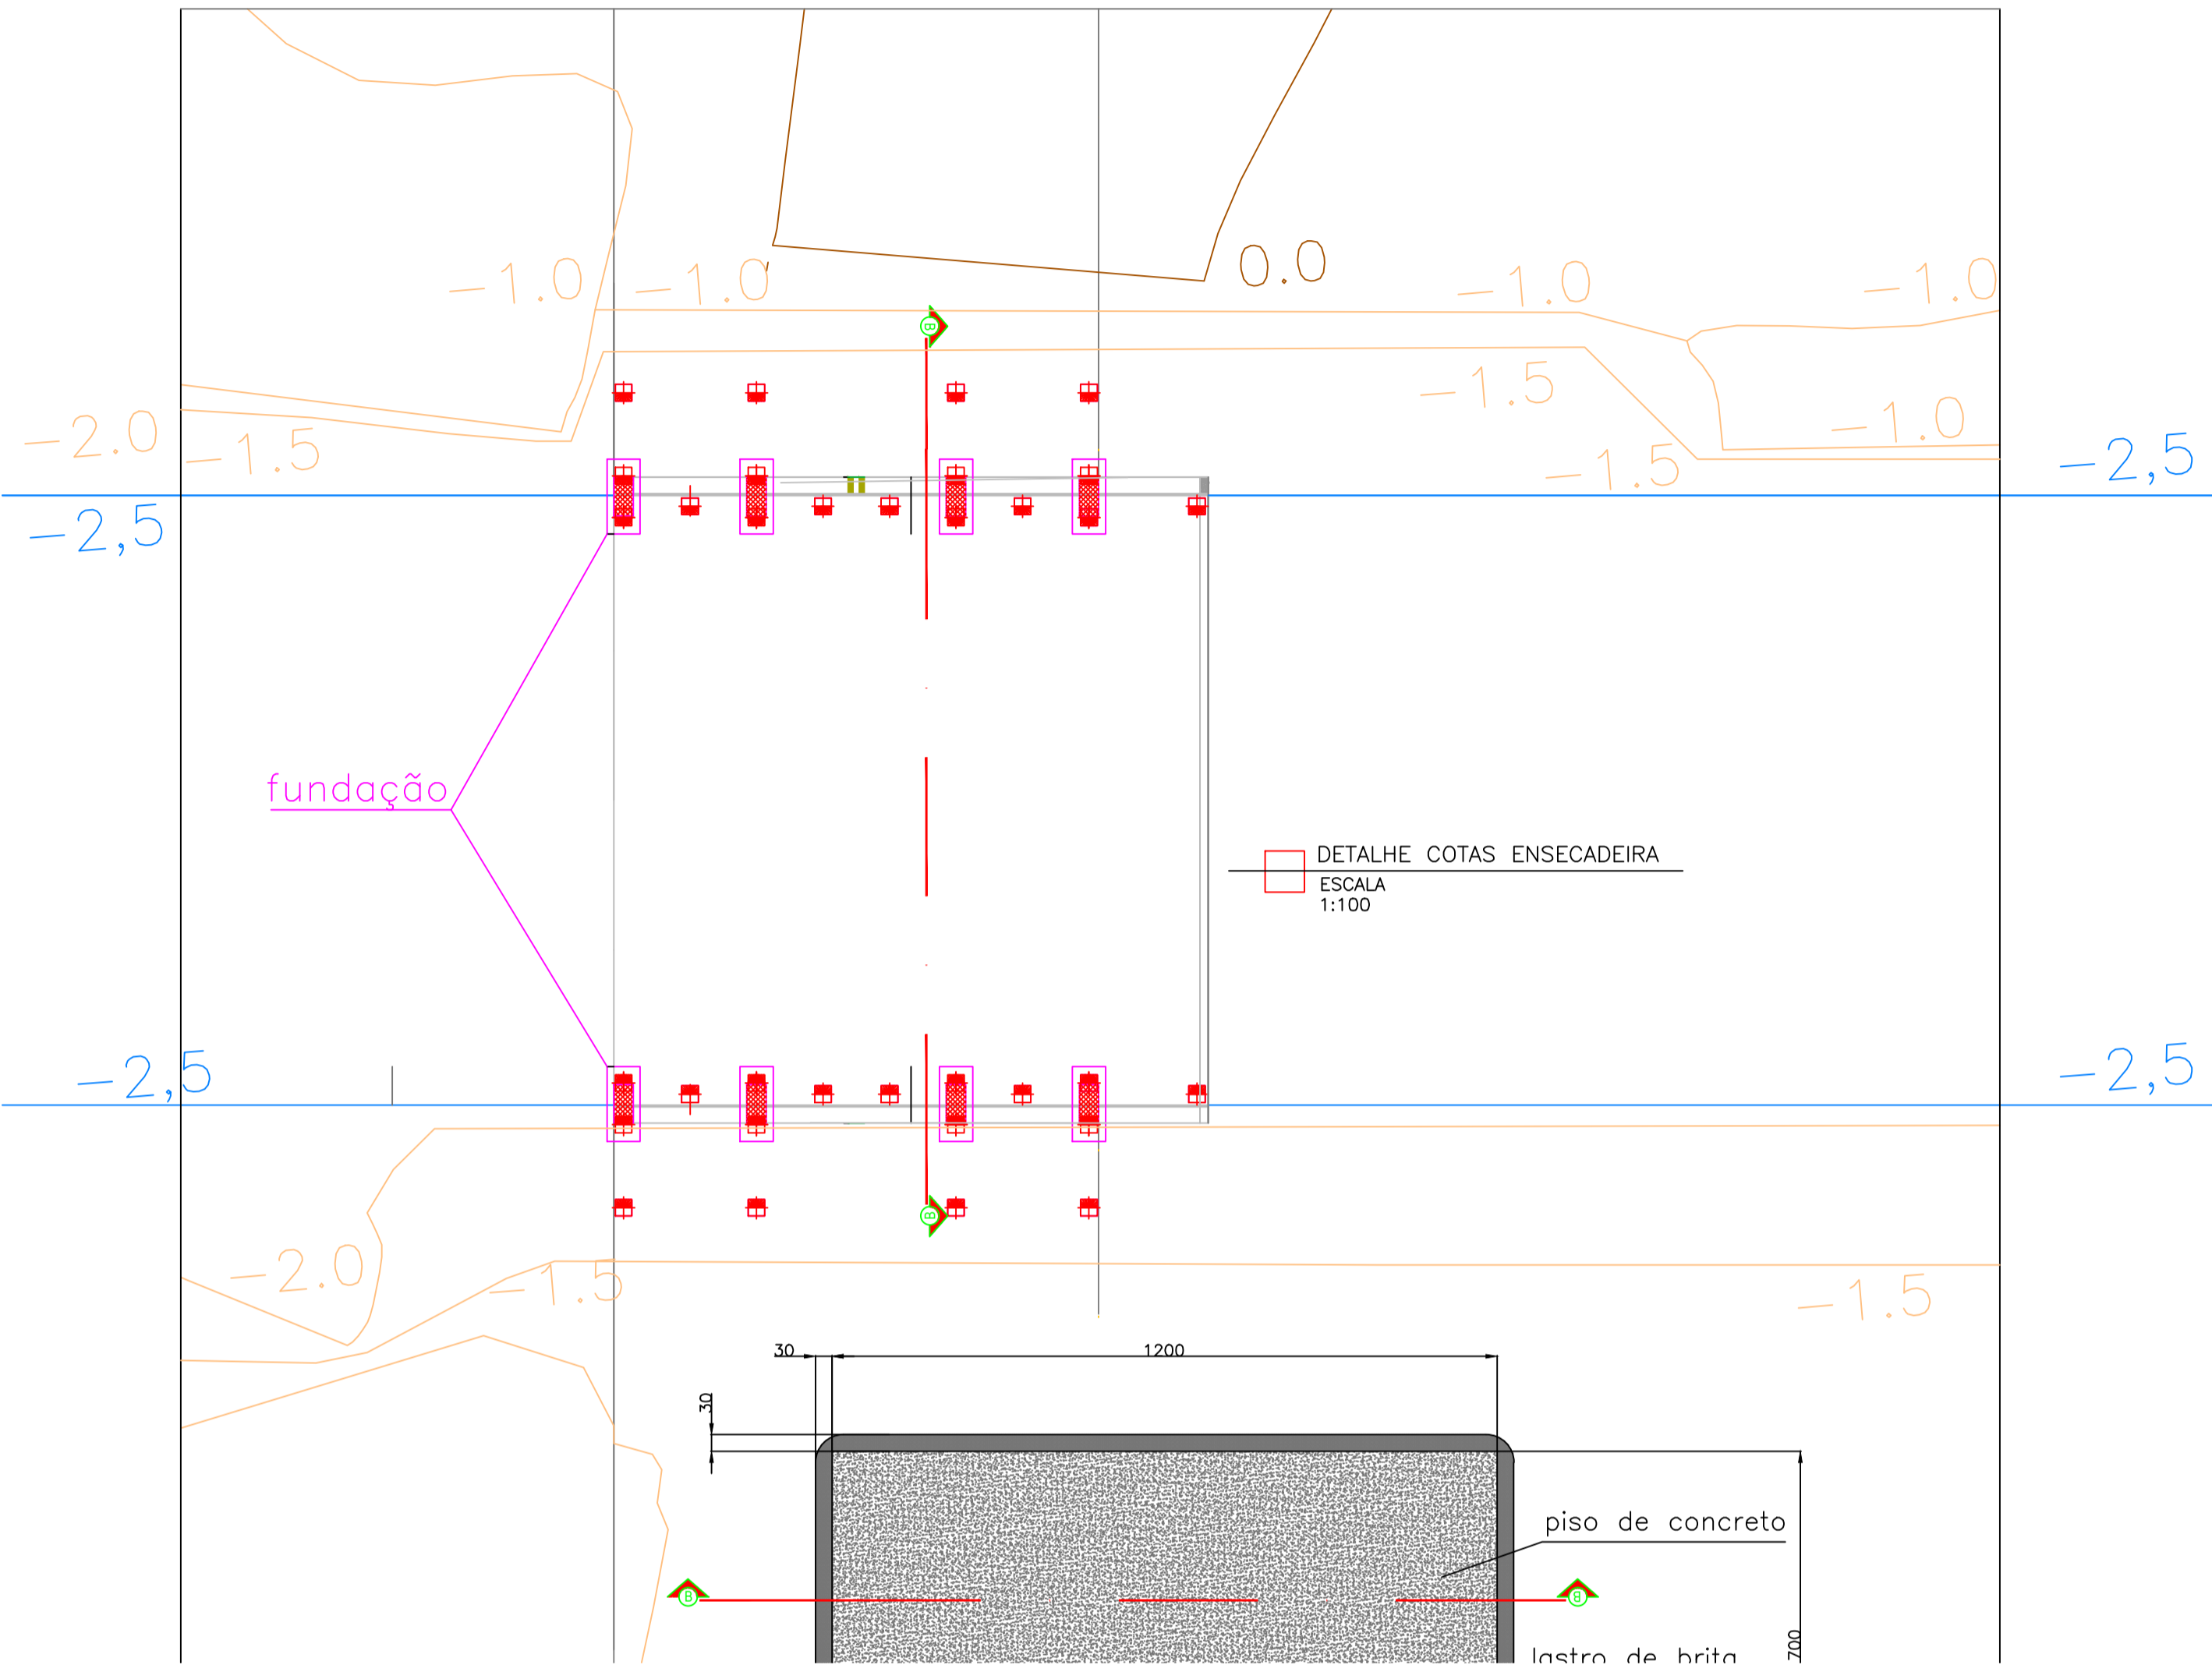 -1.0
-1.0
0.0
-1.0
-1.0
-1.5
-2.0
-1.5
-1.0
-1.5
-2,5
-2,5
fundação
DETALHE COTAS ENSECADEIRA
ESCALA
1:100
-2,5
-2,5
-2.0
-1.5
-1.5
30
1200
30
piso de concreto
700
lastro de brita
B
B
B
B